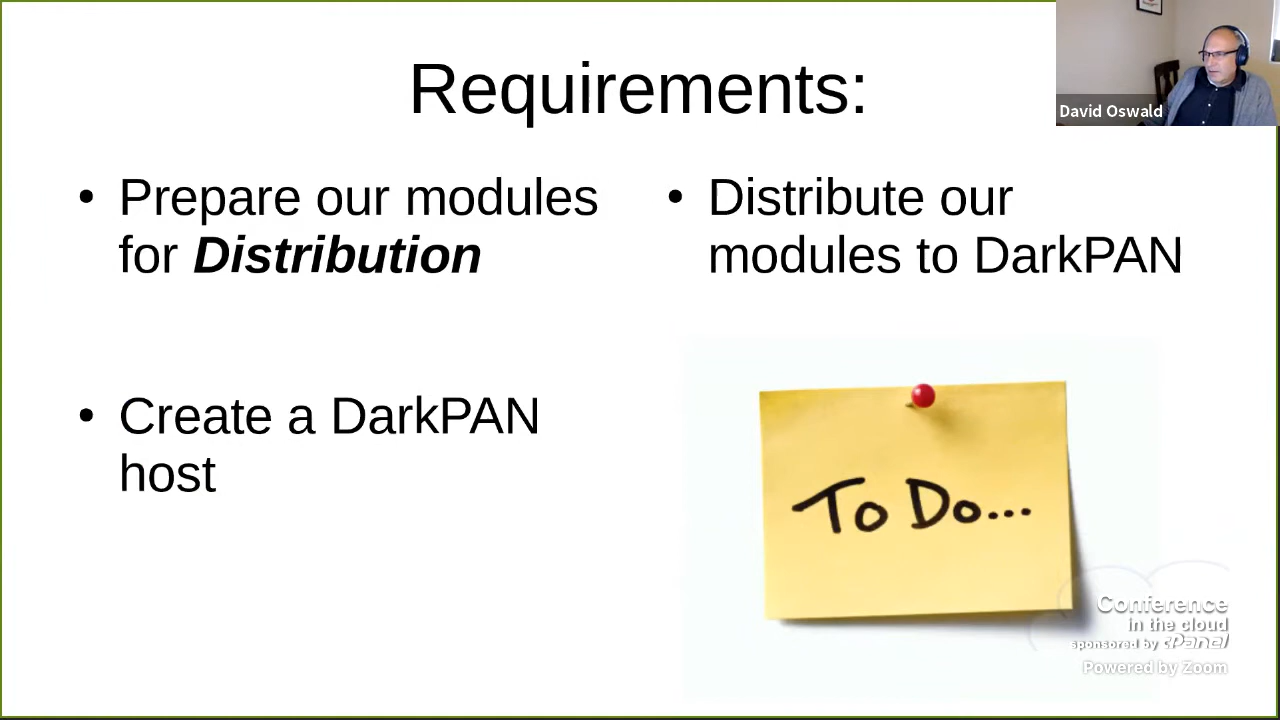 Requirements:
David Oswald
• Prepare our modules
for Distribution
• Create a DarkPAN
host
• Distribute our
modules to DarkPAN
To Do...
Conference
in the cloud
sponsored by cPanel
Powered by Zoom